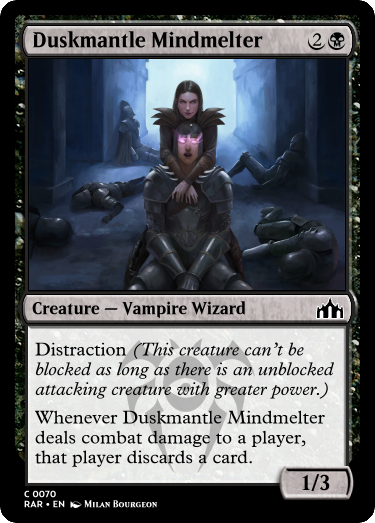 Duskmantle Mindmelter 2
Creature — Vampire Wizard
Distraction (This creature can't be
blocked as long as there is an unblocked
attacking creature with greater power.)
Whenever Duskmantle Mindmelter
deals combat damage to a player,
that player discards a card.
1/3
C 0070
RAR • EN Milan Bourgeon